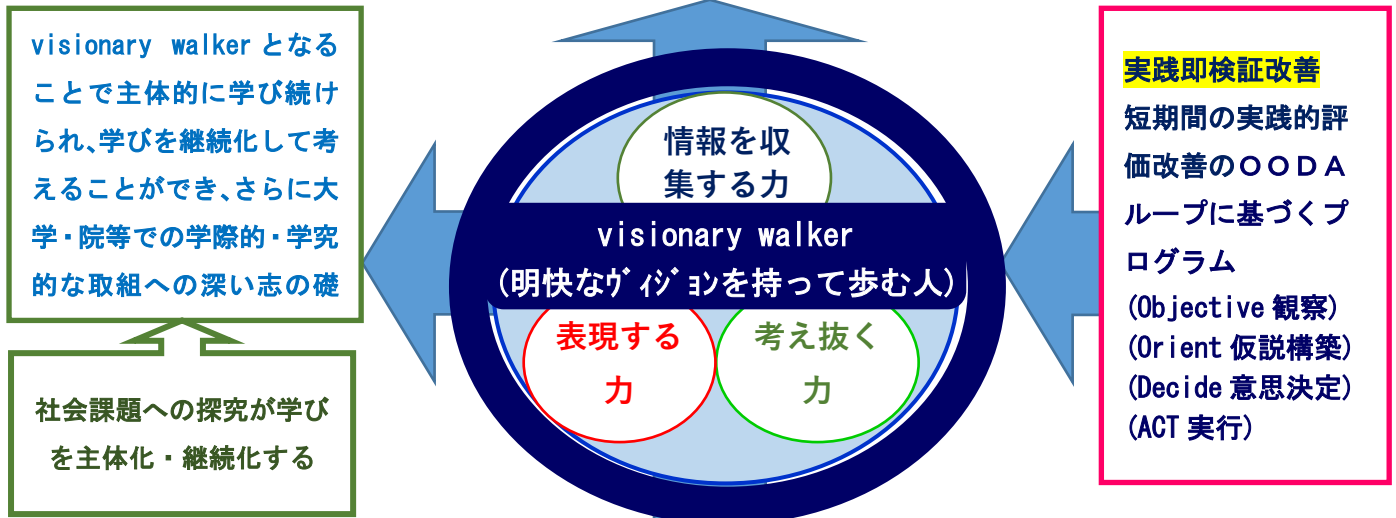 visionary walkerとなる
ことで主体的に学び続け
られ、学びを継続化して考
えることができ、さらに大
学・院等での学際的・学究
的な取組への深い志の礎
社会課題への探究が学び
を主体化・継続化する
情報を収
集する力
visionary walker
(明快なヴィジョンを持って歩む人)
表現する
力
考え抜く
力
実践即検証改善
短期間の実践的評
価改善のOODA
ループに基づくプ
ログラム
(Objective観察)
(Orient仮説構築)
(Decide意思決定)
(ACT実行)